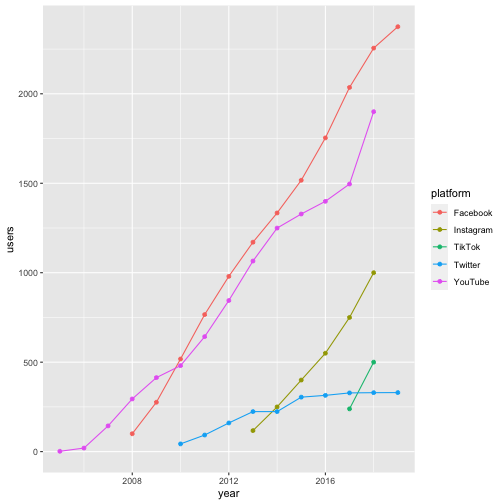 2000
1500
1000
500
0
users
2008
2012
2016
year
platform
Facebook
Instagram
TikTok
Twitter
YouTube